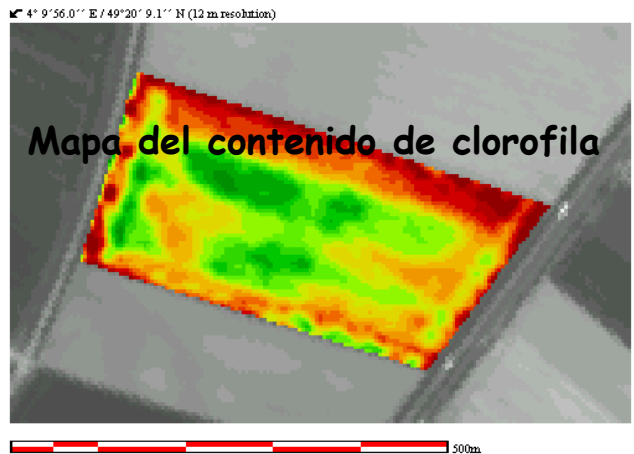 4° 9´56.0´´ E / 49°20´ 9.1´´ N (12 m resolution)
Mapa del contenido de clorofila
500m